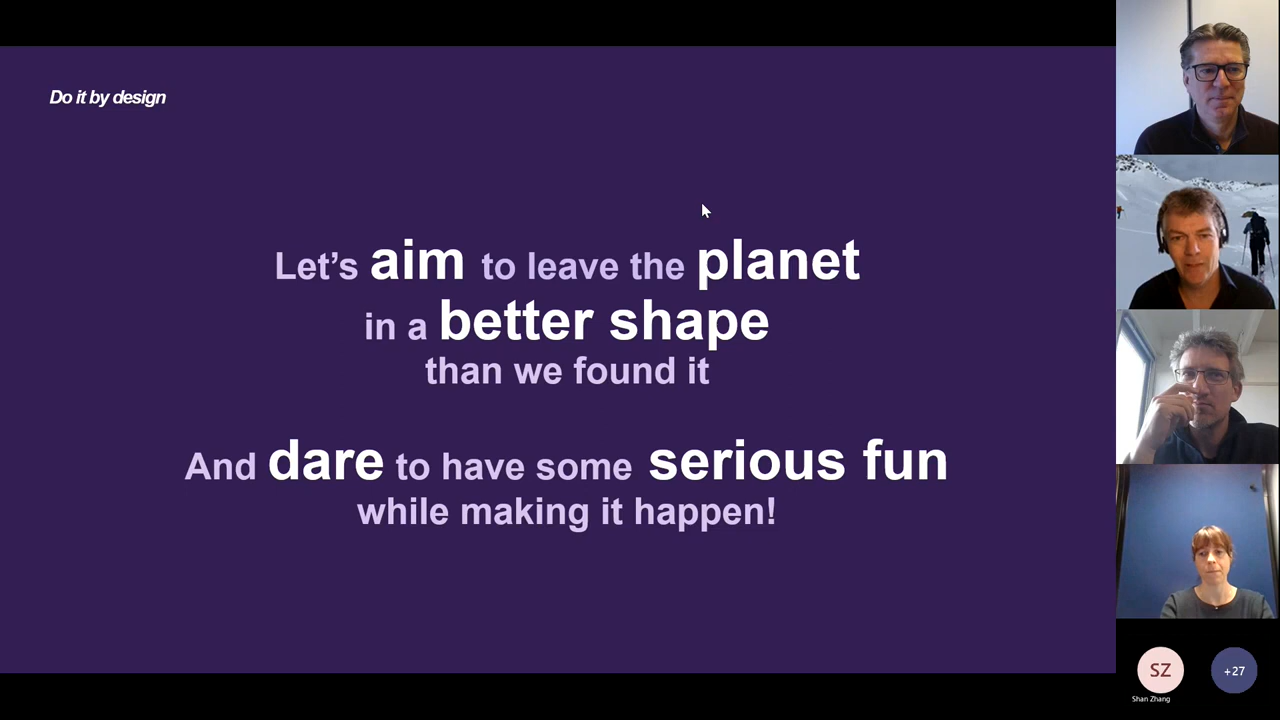 Do it by design
Let's aim to leave the planet
in a better shape
than we found it
And dare to have some serious fun
while making it happen!
SZ
+27
Shan Zhang